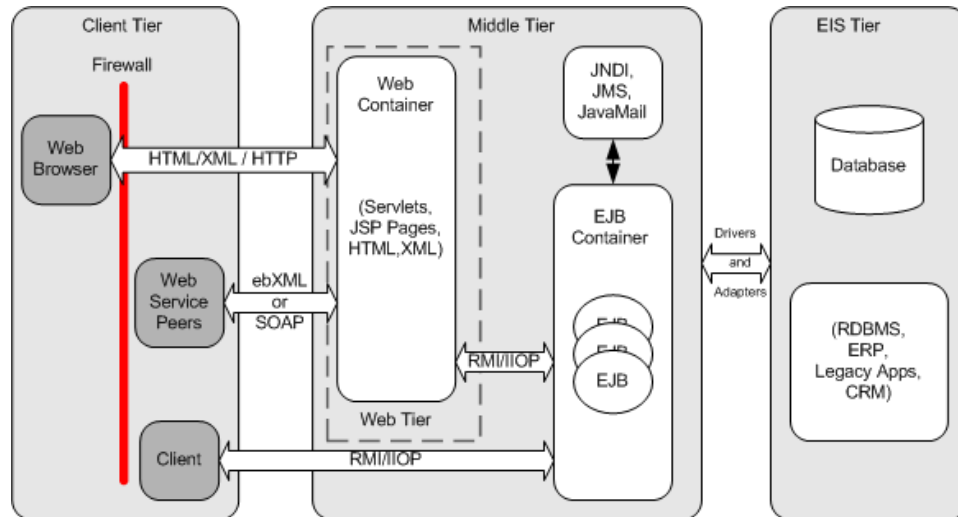 Client Tier
Firewall
Web
Browser
HTML/XML / HTTP
Web
Service
Peers
ebXML
or
SOAP
Client
RMI/IIOP
Middle Tier
Web
Container
(Servlets,
JSP Pages,
HTML,XML)
Web Tier
RMI/IIOP
JNDI,
JMS,
JavaMail
EJB
Container
EJB
EJB
EJB
Drivers
and
Adapters
EIS Tier
Database
(RDBMS,
ERP,
Legacy Apps,
CRM)